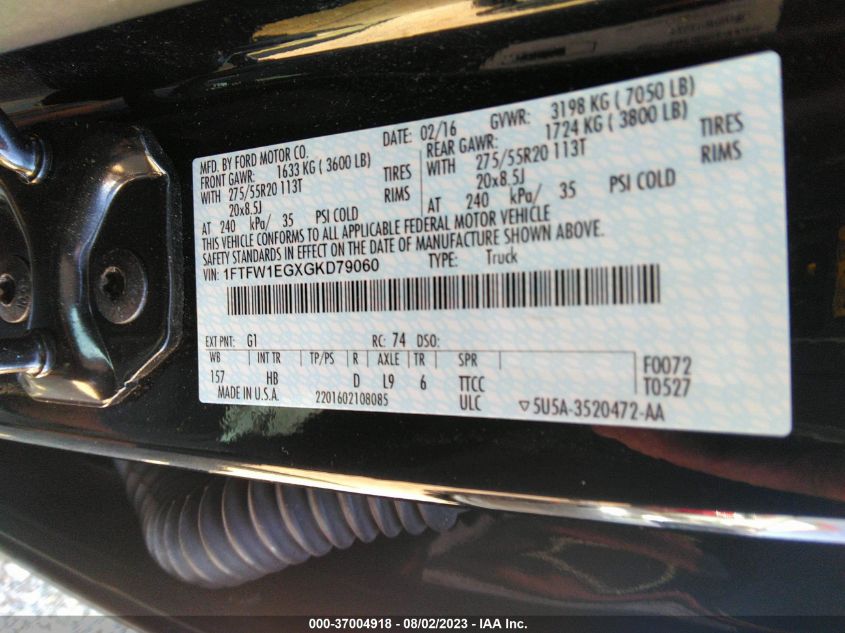 MFD. BY FORD MOTOR CO. DATE: 02/16 GVWR: 3198 KG ( 7050 LB)
FRONT GAWR: 1633 KG ( 3600 LB) REAR GAWR: 1724 KG ( 3800 LB)
WITH 275/55R20 113T TIRES WITH 275/55R20 113T TIRES
20x8.5J RIMS 20x8.5J RIMS
AT 240 kPa/ 35 PSI COLD AT 240 kPa/ 35 PSI COLD
THIS VEHICLE CONFORMS TO ALL APPLICABLE FEDERAL MOTOR VEHICLE
SAFETY STANDARDS IN EFFECT ON THE DATE OF MANUFACTURE SHOWN ABOVE.
VIN: 1FTFW1EGXGKD79060 TYPE: Truck
EXT PNT: G1 RC: 74 DSO:
WB INT TR TP/PS R AXLE TR SPR F0072
157 HB D L9 6 TTCC T0527
MADE IN U.S.A. 2201602108085 ULC ▽5U5A-3520472-AA
000-37004918 - 08/02/2023 - IAA Inc.